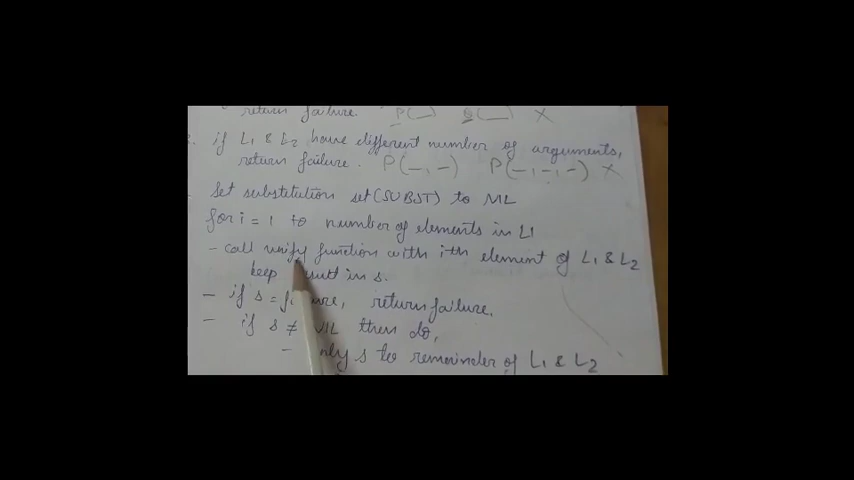 return failure. P(__) Q(__) X
if L1 & L2 have different number of arguments,
return failure. P(–,–) P(–,–,–) X
Set substitution set(SUBST) to NIL
for i = 1 to number of elements in L1
– call unify function with ith element of L1 & L2
keep result in s.
– if s = failure, return failure.
– if s ≠ NIL then do,
– s to remainder of L1 & L2